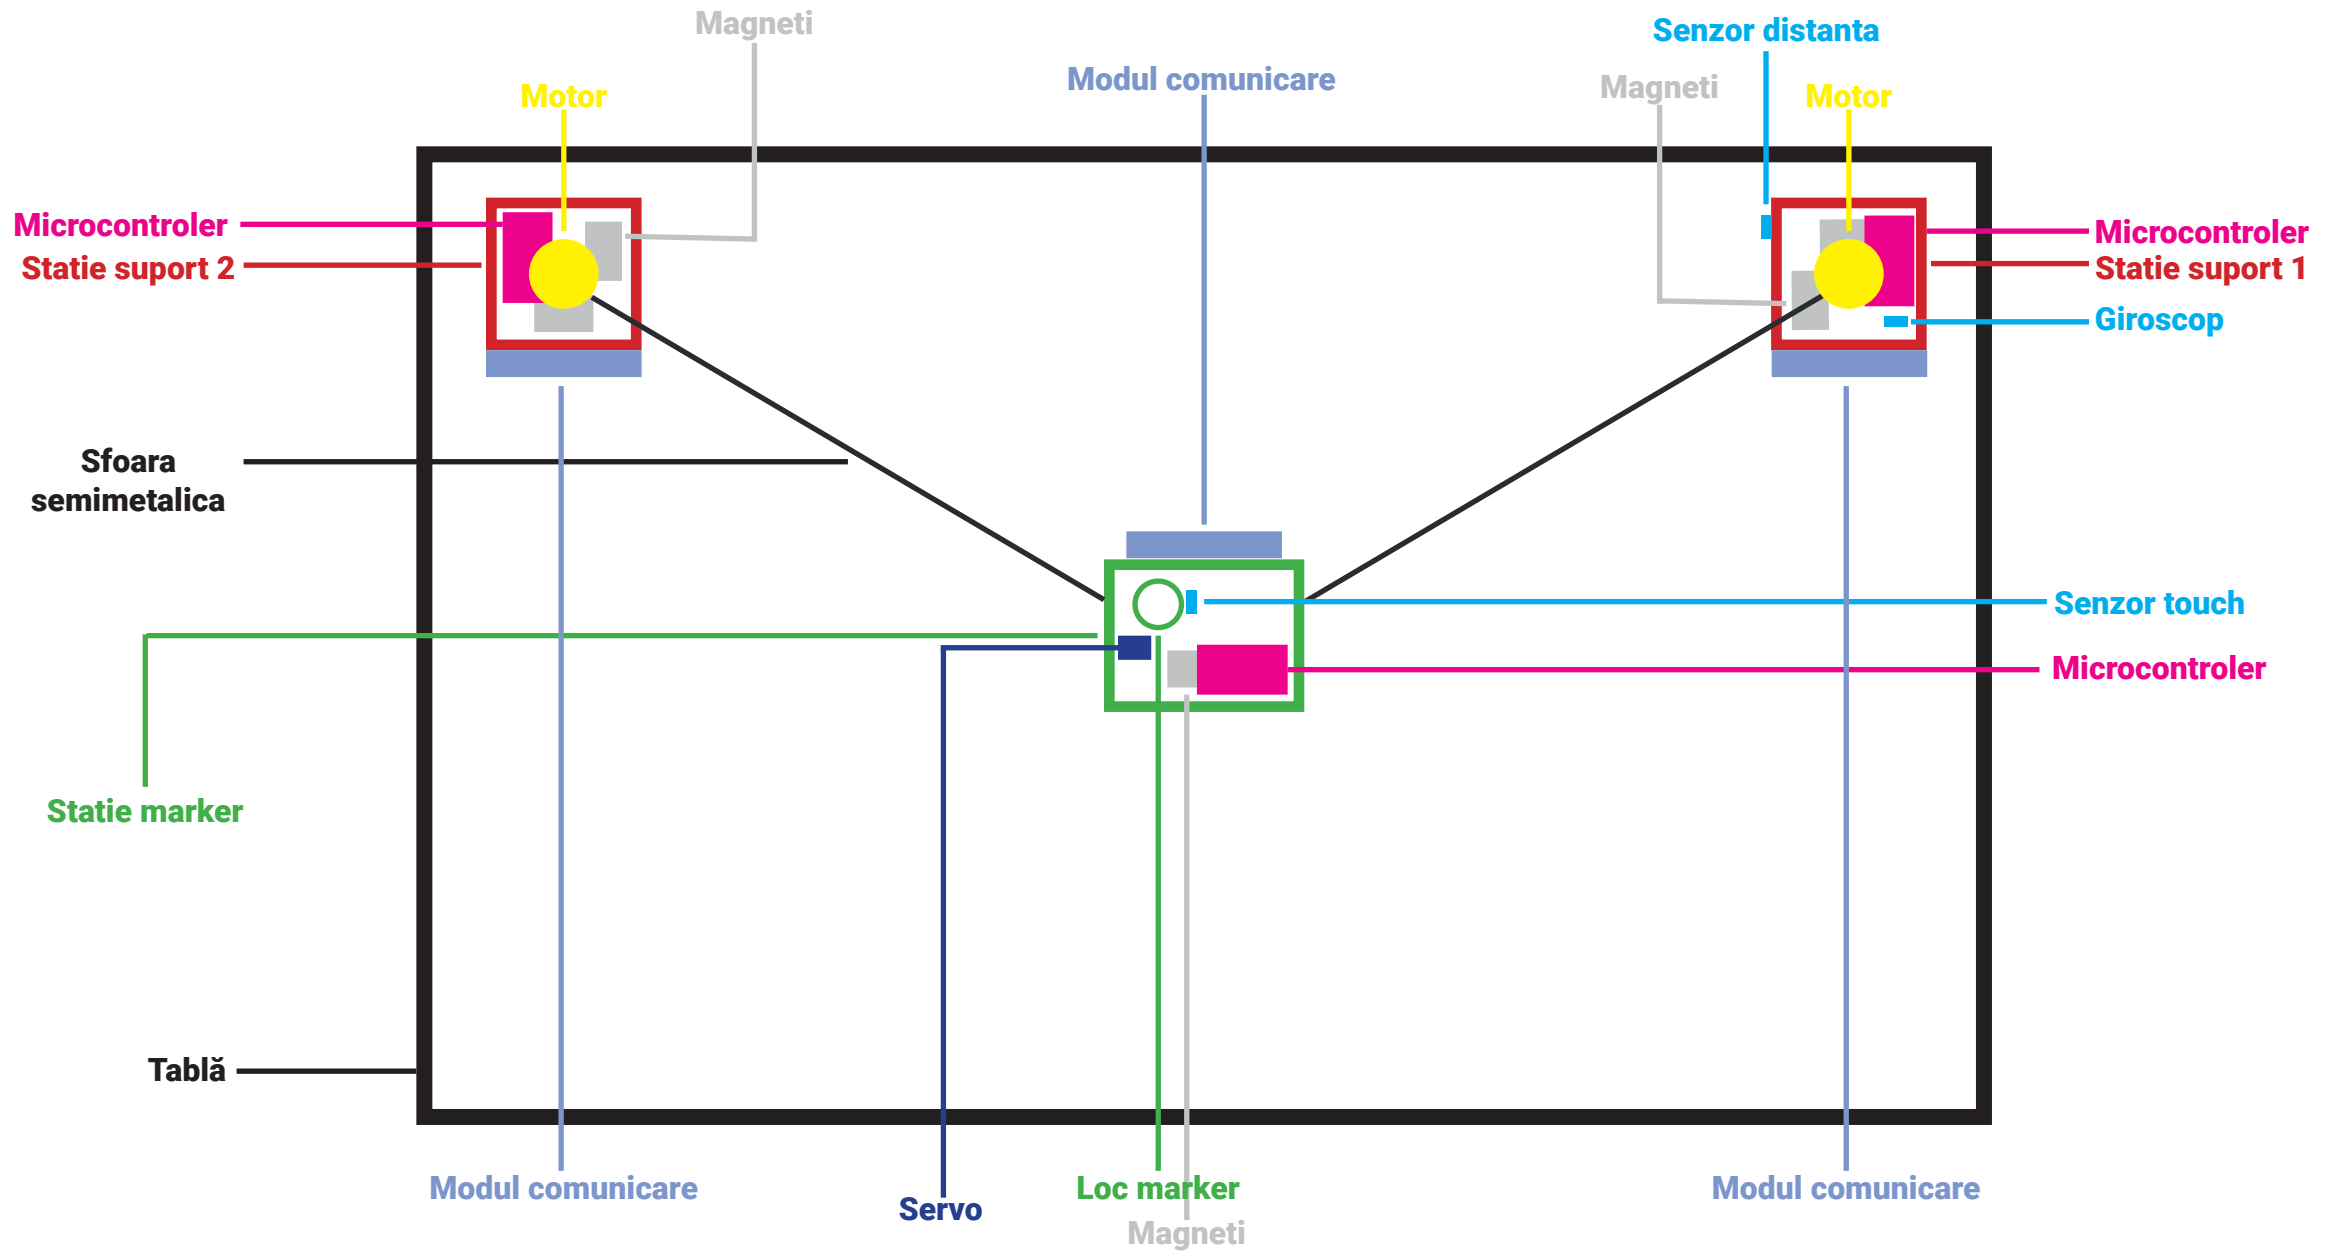 Magneti
Senzor distanta
Modul comunicare
Magneti
Motor
Motor
Microcontroler
Statie suport 2
Microcontroler
Statie suport 1
Giroscop
Sfoara
semimetalica
Senzor touch
Microcontroler
Statie marker
Tablă
Modul comunicare
Servo
Loc marker
Magneti
Modul comunicare